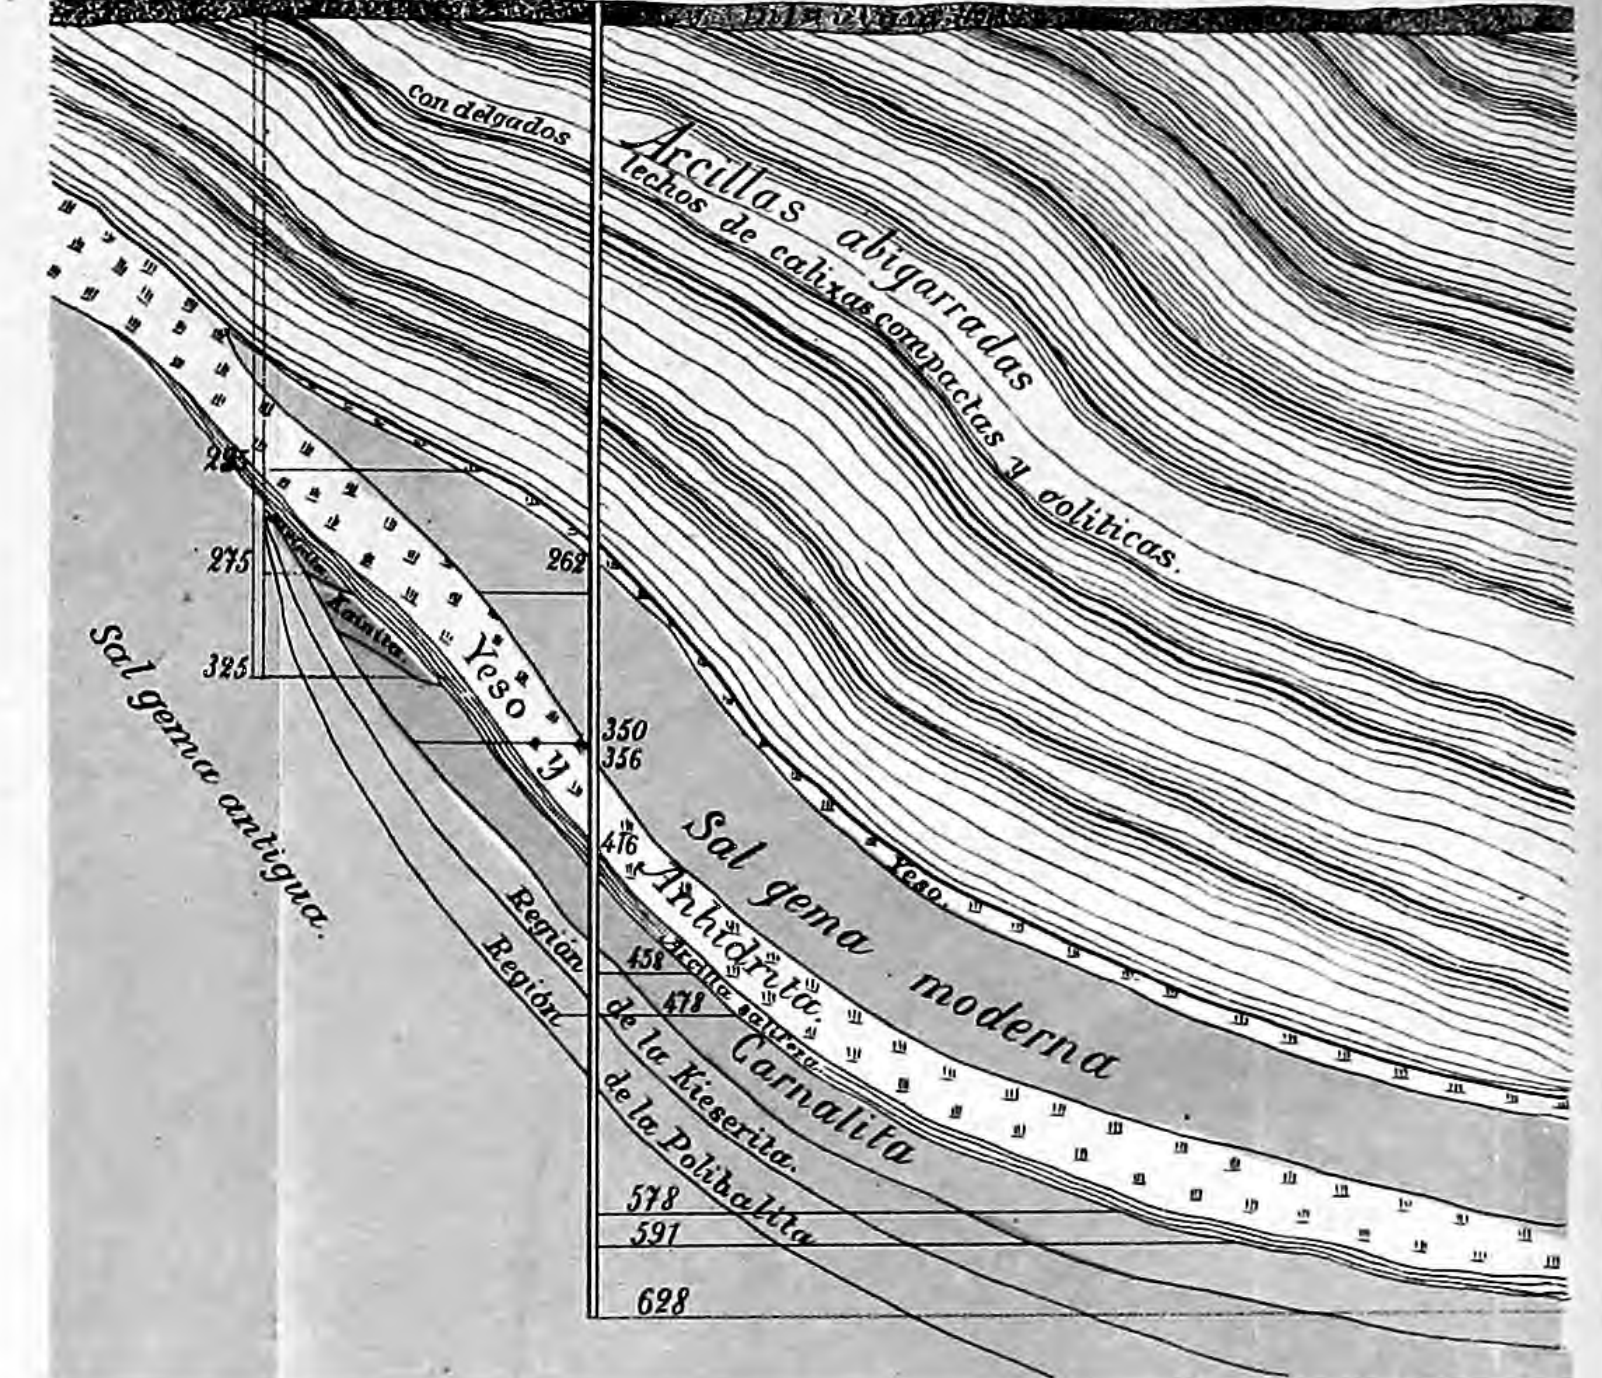 con delgados
Arcillas abigarradas
lechos de calixas compactas y oolíticas.
275
262
325
Kainita.
Sal gema antigua.
Yeso y Anhidrita.
350
356
416
Sal gema moderna
Yeso.
Arcilla salífera.
458
478
Carnalita
Región de la Kieserita.
Región de la Polihalita
578
591
628